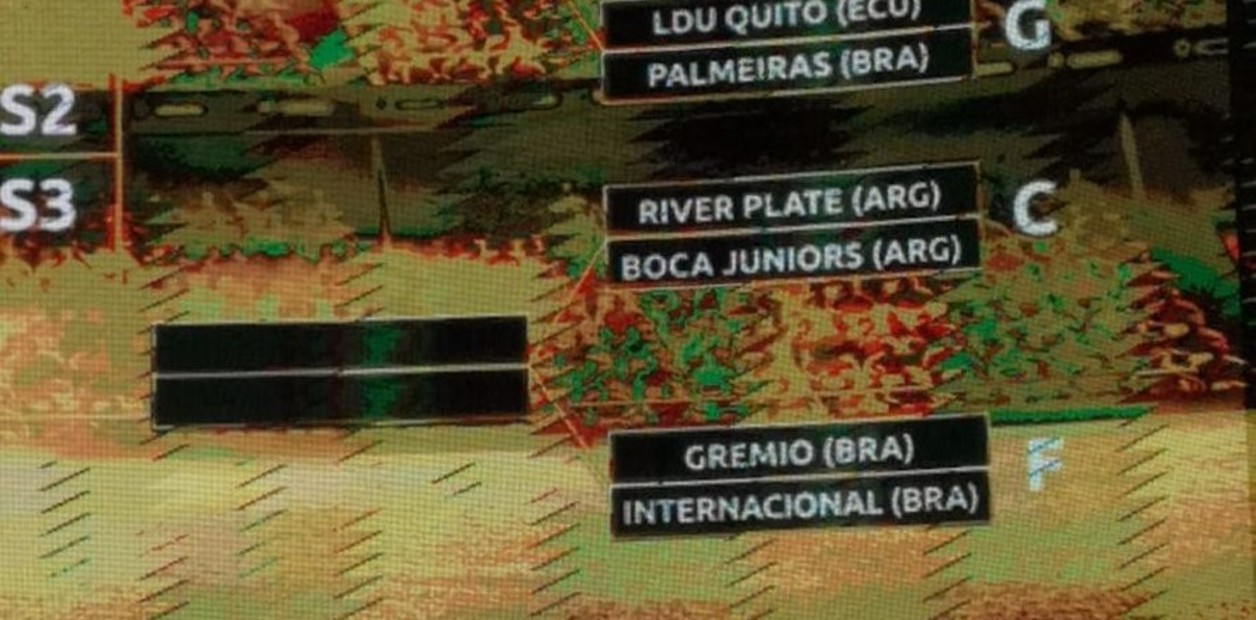 LDU QUITO (ECU)
G
PALMEIRAS (BRA)
S2
S3
RIVER PLATE (ARG)
C
BOCA JUNIORS (ARG)
GREMIO (BRA)
F
INTERNACIONAL (BRA)